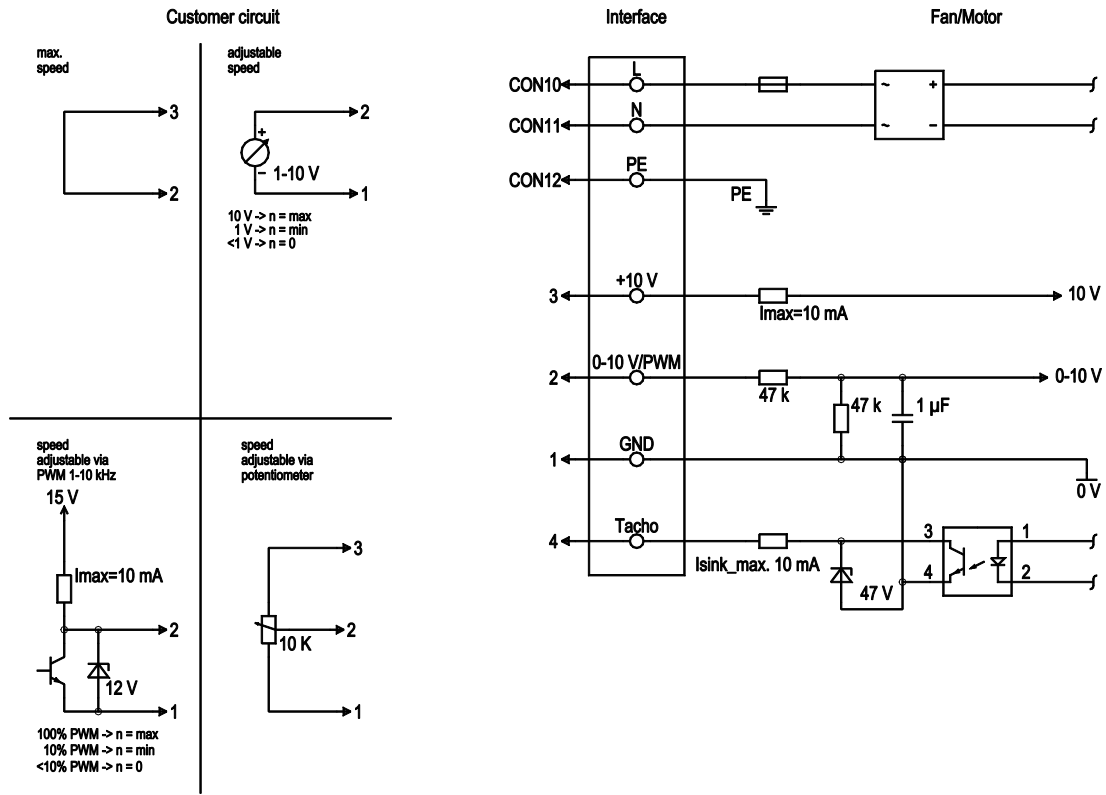 Customer circuit
Interface
Fan/Motor
max.
speed
3
2
adjustable
speed
2
+
–
1-10 V
1
10 V -> n = max
1 V -> n = min
<1 V -> n = 0
speed
adjustable via
PWM 1-10 kHz
15 V
Imax=10 mA
2
12 V
1
100% PWM -> n = max
10% PWM -> n = min
<10% PWM -> n = 0
speed
adjustable via
potentiometer
3
2
10 K
1
L
CON10
~ +
N
CON11
~ –
PE
CON12
PE
+10 V
3
10 V
Imax=10 mA
0-10 V/PWM
2
0-10 V
47 k
47 k
1 µF
GND
1
0 V
Tacho
4
3
1
Isink_max. 10 mA
4
2
47 V